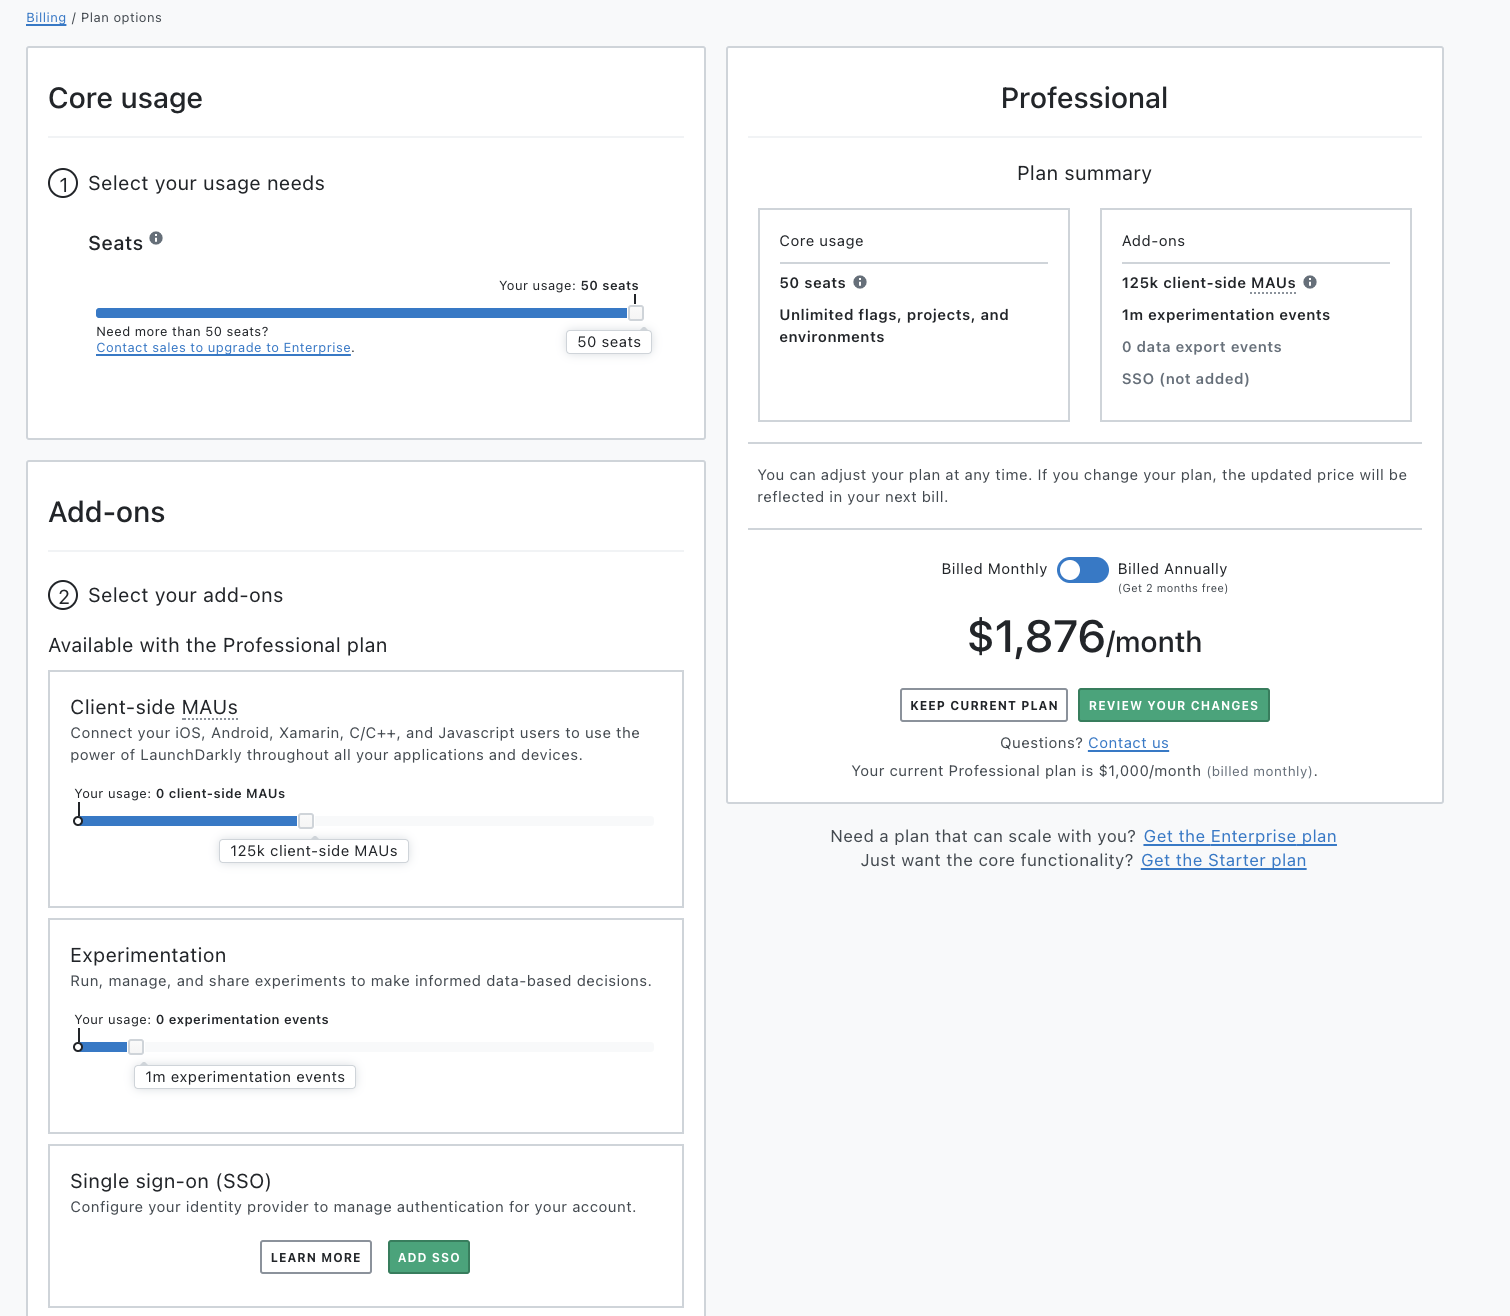 Billing / Plan options
Core usage
1 Select your usage needs
Seats
Your usage: 50 seats
Need more than 50 seats?
Contact sales to upgrade to Enterprise.
50 seats
Add-ons
2 Select your add-ons
Available with the Professional plan
Client-side MAUs
Connect your iOS, Android, Xamarin, C/C++, and Javascript users to use the
power of LaunchDarkly throughout all your applications and devices.
Your usage: 0 client-side MAUs
125k client-side MAUs
Experimentation
Run, manage, and share experiments to make informed data-based decisions.
Your usage: 0 experimentation events
1m experimentation events
Single sign-on (SSO)
Configure your identity provider to manage authentication for your account.
LEARN MORE ADD SSO
Professional
Plan summary
Core usage
50 seats
Unlimited flags, projects, and
environments
Add-ons
125k client-side MAUs
1m experimentation events
0 data export events
SSO (not added)
You can adjust your plan at any time. If you change your plan, the updated price will be
reflected in your next bill.
Billed Monthly Billed Annually
(Get 2 months free)
$1,876/month
KEEP CURRENT PLAN REVIEW YOUR CHANGES
Questions? Contact us
Your current Professional plan is $1,000/month (billed monthly).
Need a plan that can scale with you? Get the Enterprise plan
Just want the core functionality? Get the Starter plan